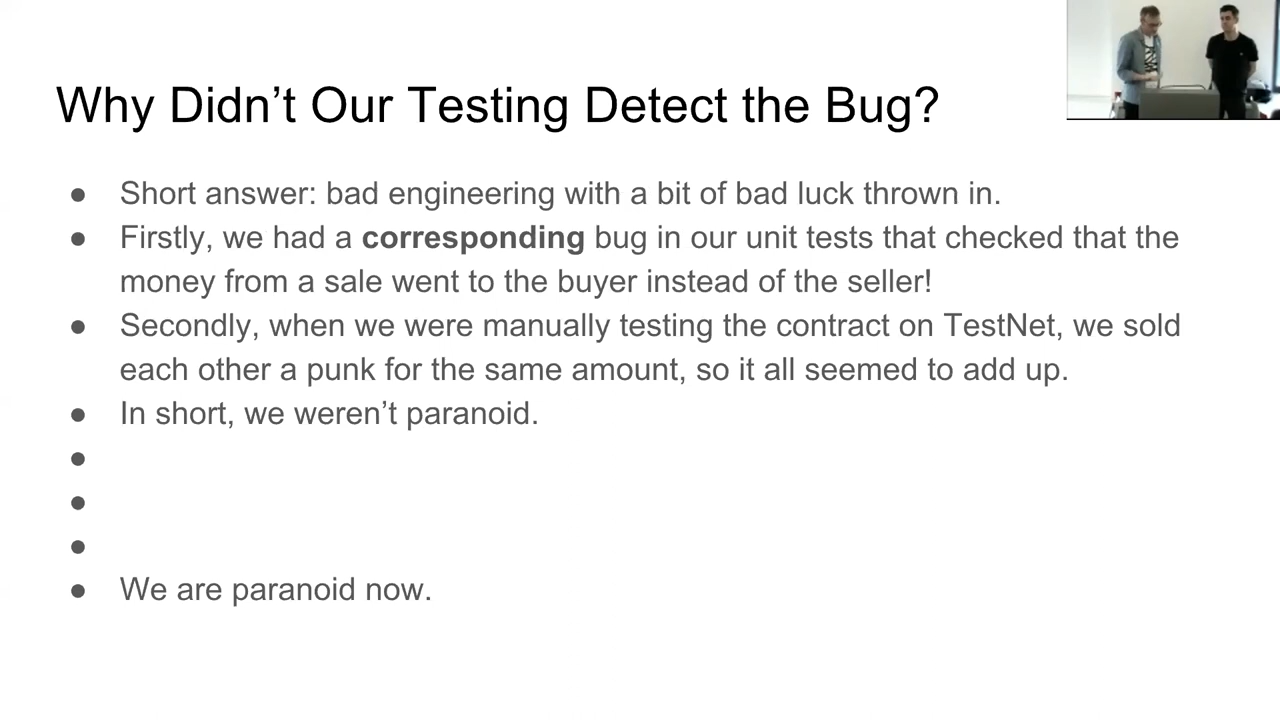 Why Didn’t Our Testing Detect the Bug?
● Short answer: bad engineering with a bit of bad luck thrown in.
● Firstly, we had a corresponding bug in our unit tests that checked that the
money from a sale went to the buyer instead of the seller!
● Secondly, when we were manually testing the contract on TestNet, we sold
each other a punk for the same amount, so it all seemed to add up.
● In short, we weren’t paranoid.
●
●
●
● We are paranoid now.